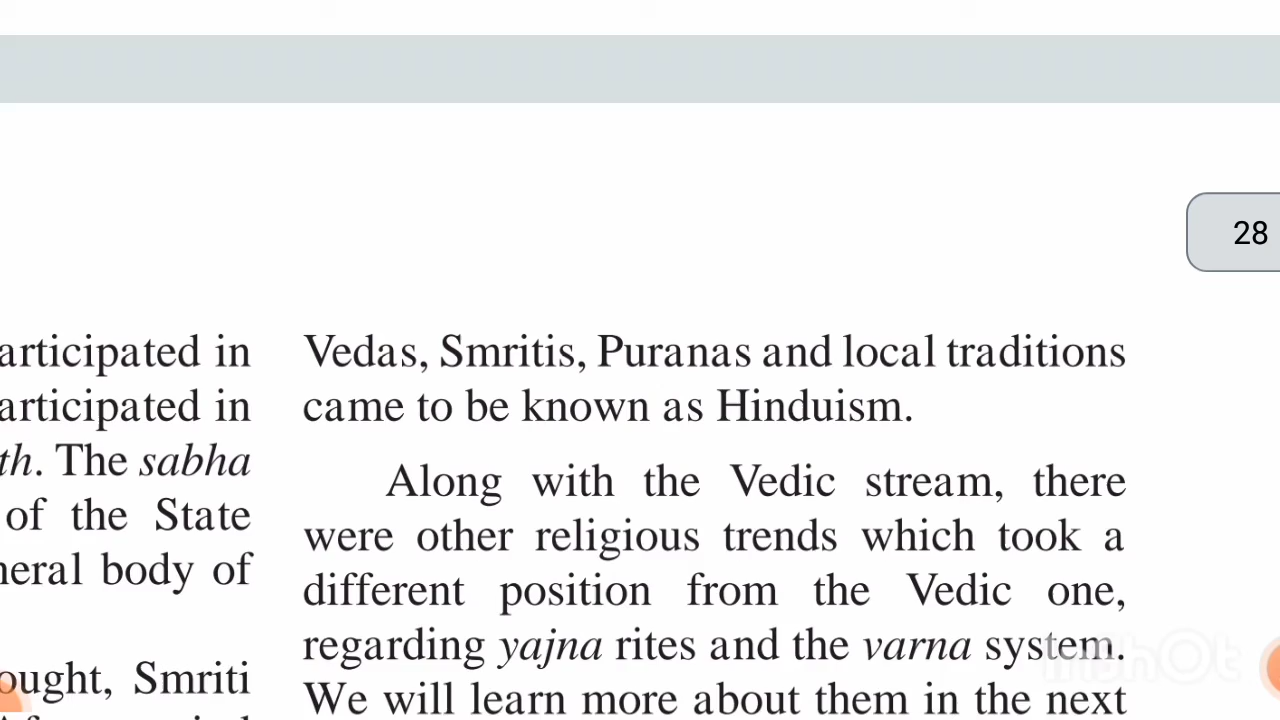 28
articipated in
articipated in
th. The sabha
of the State
neral body of
ought, Smriti
Vedas, Smritis, Puranas and local traditions
came to be known as Hinduism.
Along with the Vedic stream, there
were other religious trends which took a
different position from the Vedic one,
regarding yajna rites and the varna system.
We will learn more about them in the next